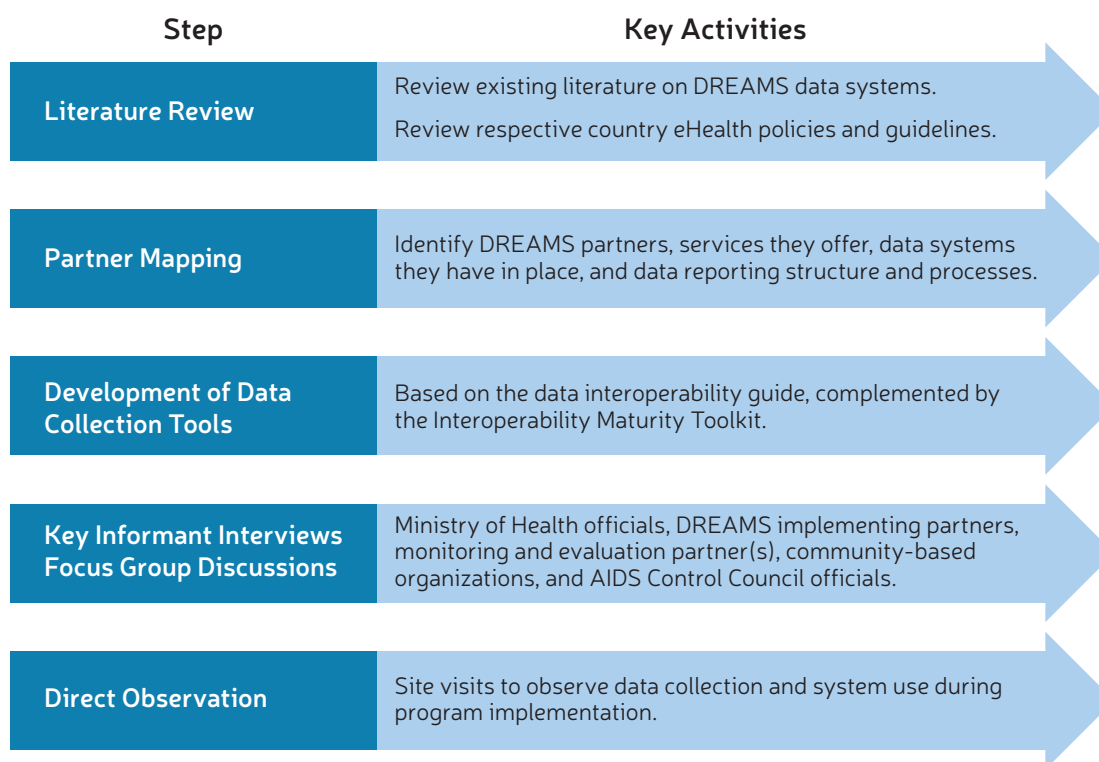 Step
Key Activities
Literature Review
Review existing literature on DREAMS data systems.
Review respective country eHealth policies and guidelines.
Partner Mapping
Identify DREAMS partners, services they offer, data systems
they have in place, and data reporting structure and processes.
Development of Data
Collection Tools
Based on the data interoperability guide, complemented by
the Interoperability Maturity Toolkit.
Key Informant Interviews
Focus Group Discussions
Ministry of Health officials, DREAMS implementing partners,
monitoring and evaluation partner(s), community-based
organizations, and AIDS Control Council officials.
Direct Observation
Site visits to observe data collection and system use during
program implementation.